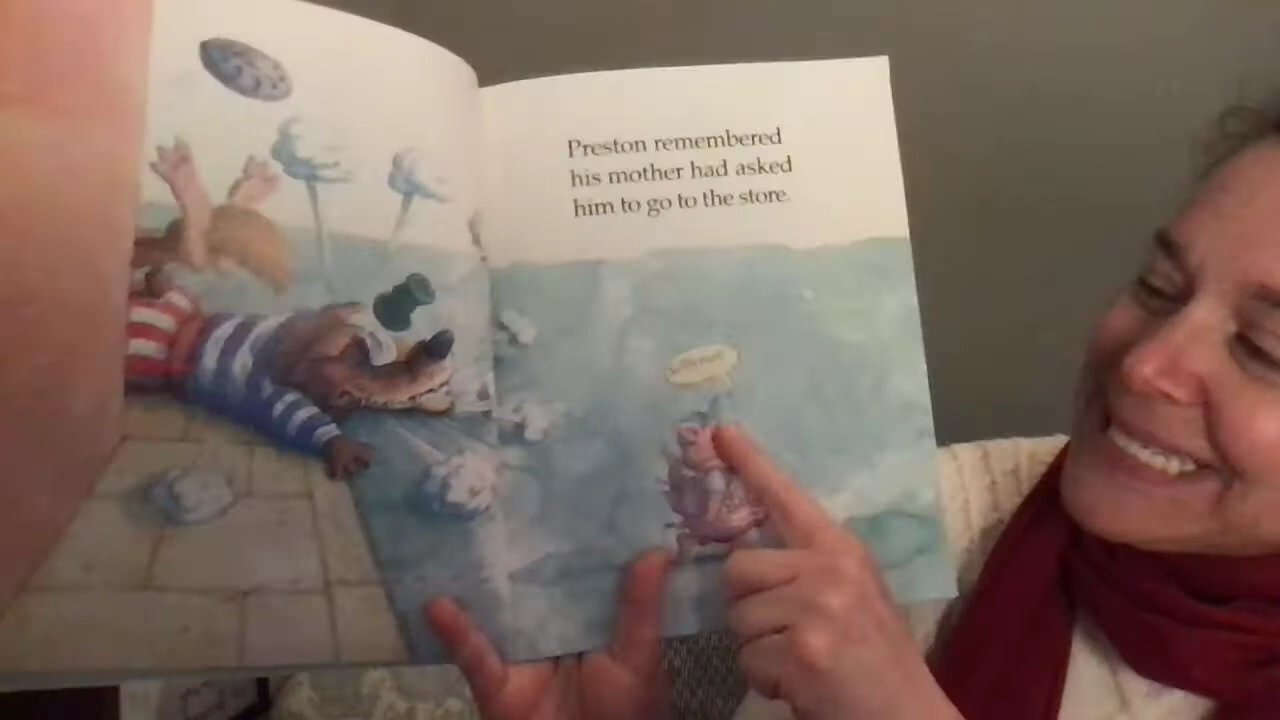 Preston remembered
his mother had asked
him to go to the store.